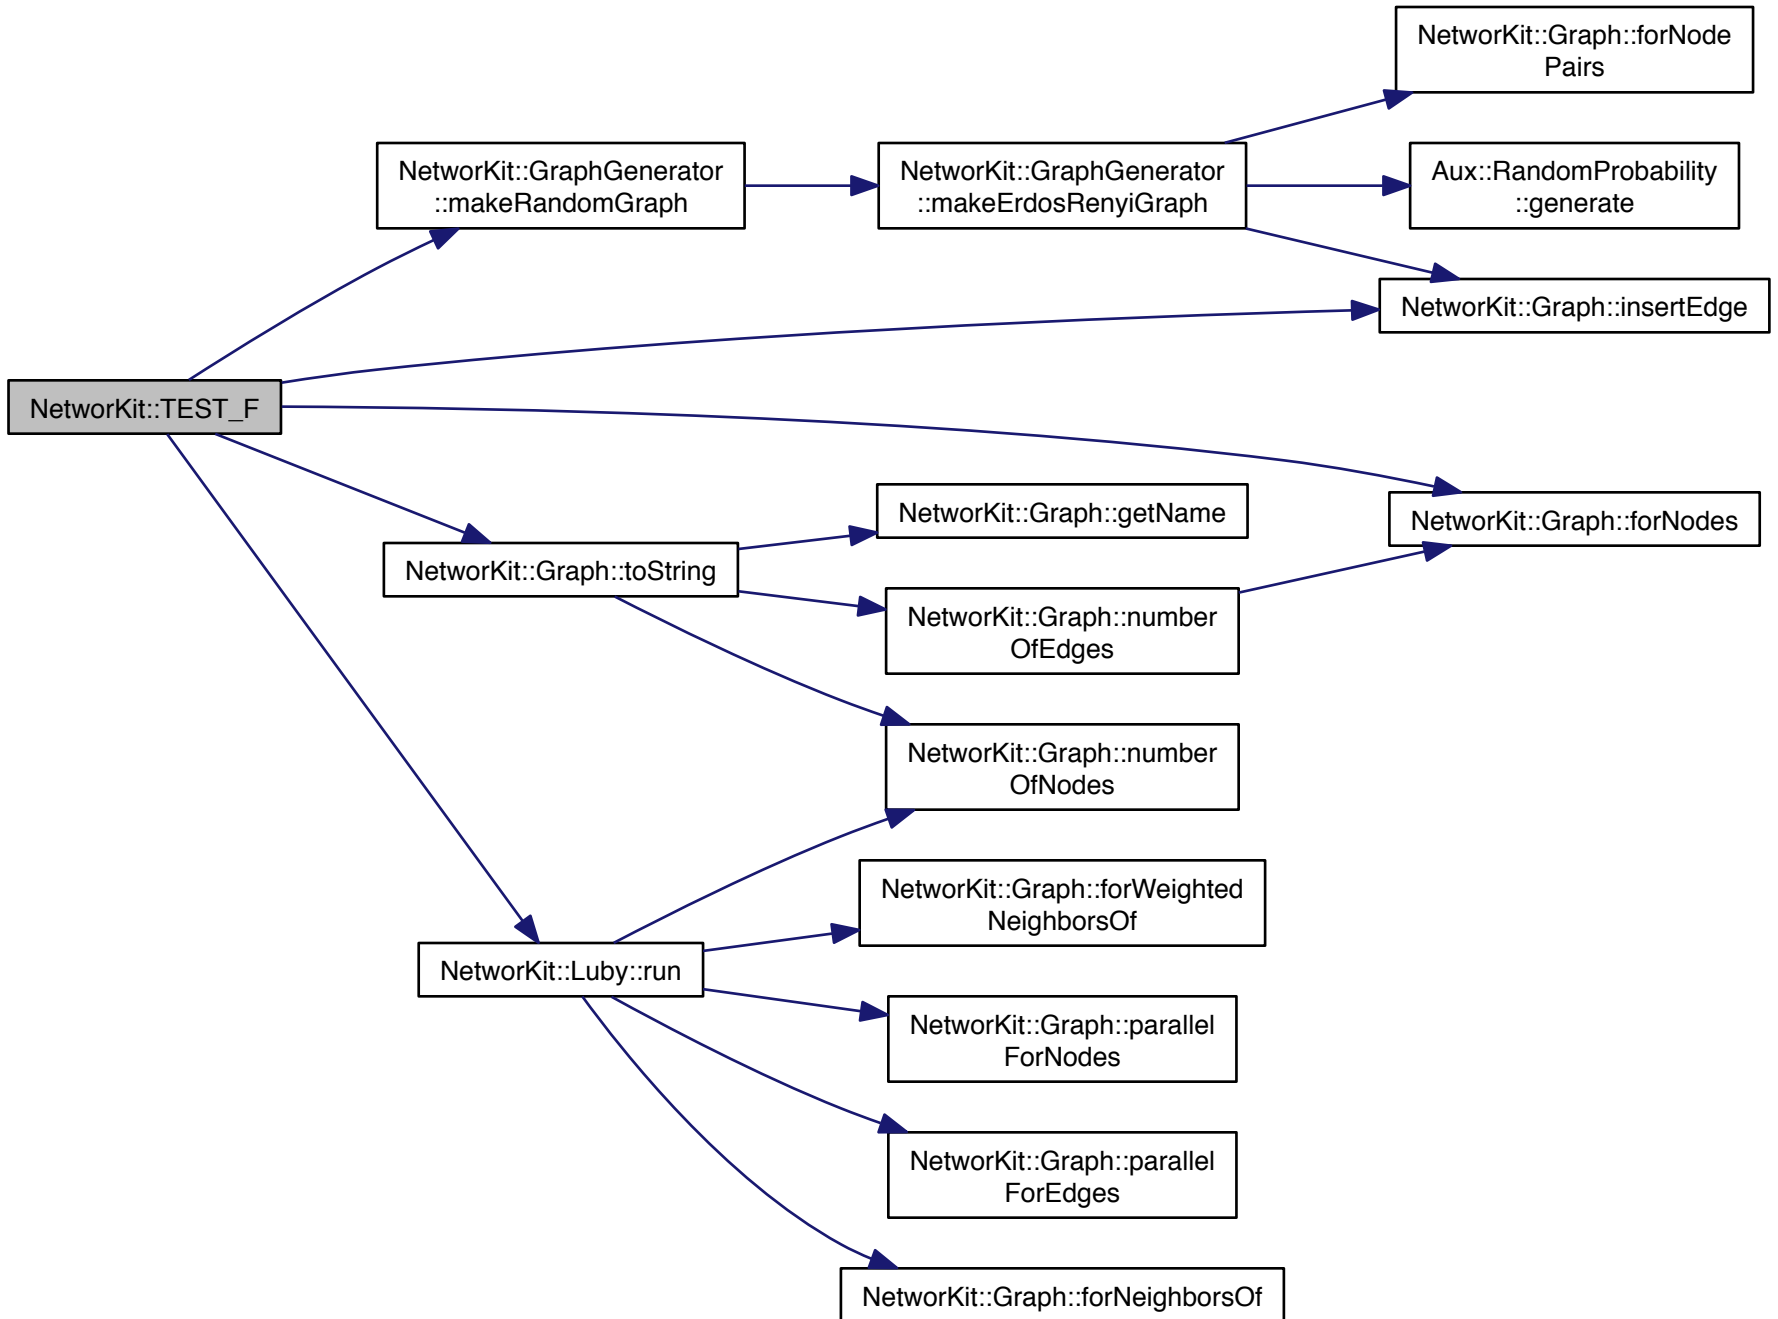 NetworKit::Graph::forNode
Pairs
NetworKit::GraphGenerator
::makeRandomGraph
NetworKit::GraphGenerator
::makeErdosRenyiGraph
Aux::RandomProbability
::generate
NetworKit::Graph::insertEdge
NetworKit::TEST_F
NetworKit::Graph::getName
NetworKit::Graph::forNodes
NetworKit::Graph::toString
NetworKit::Graph::number
OfEdges
NetworKit::Graph::number
OfNodes
NetworKit::Graph::forWeighted
NeighborsOf
NetworKit::Luby::run
NetworKit::Graph::parallel
ForNodes
NetworKit::Graph::parallel
ForEdges
NetworKit::Graph::forNeighborsOf